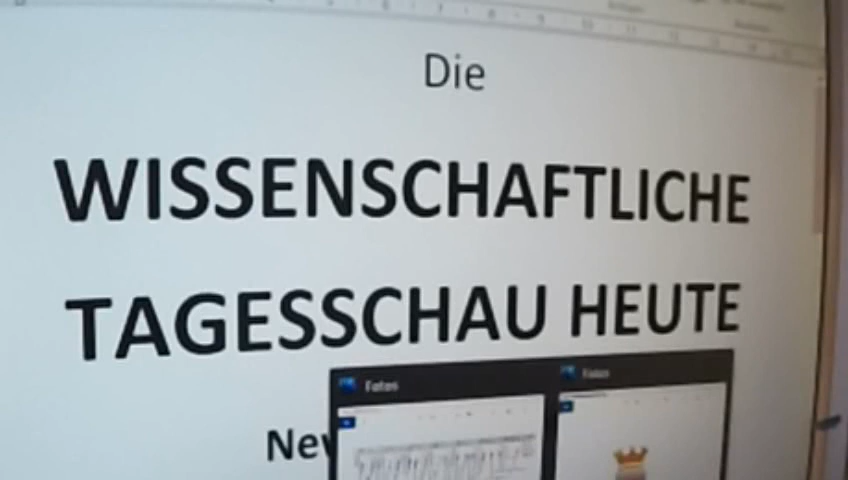 Die
WISSENSCHAFTLICHE
TAGESSCHAU HEUTE
Fotos Fotos